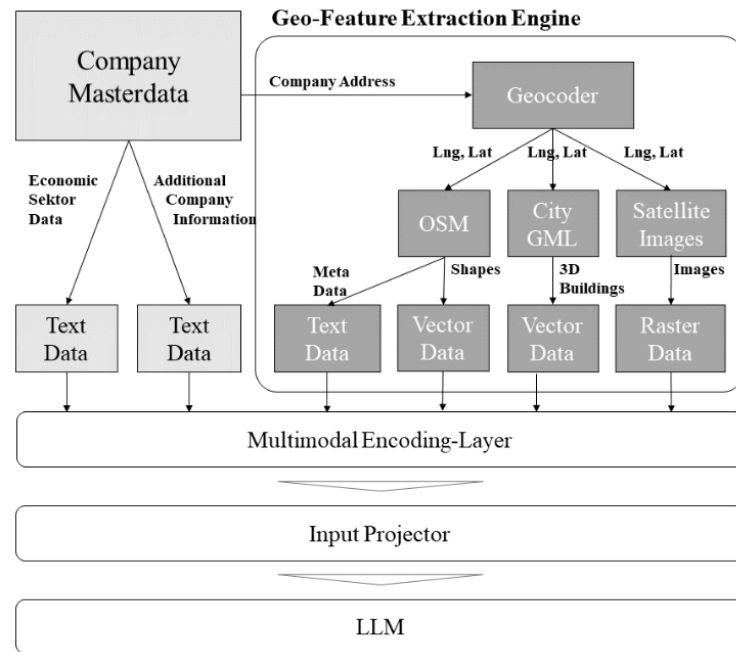 Geo-Feature Extraction Engine
Company
Masterdata
Company Address
Geocoder
Lng, Lat
Lng, Lat
Lng, Lat
Economic
Sektor
Data
Additional
Company
Information
OSM
City
GML
Satellite
Images
Meta
Data
Shapes
3D
Buildings
Images
Text
Data
Text
Data
Text
Data
Vector
Data
Vector
Data
Raster
Data
Multimodal Encoding-Layer
Input Projector
LLM